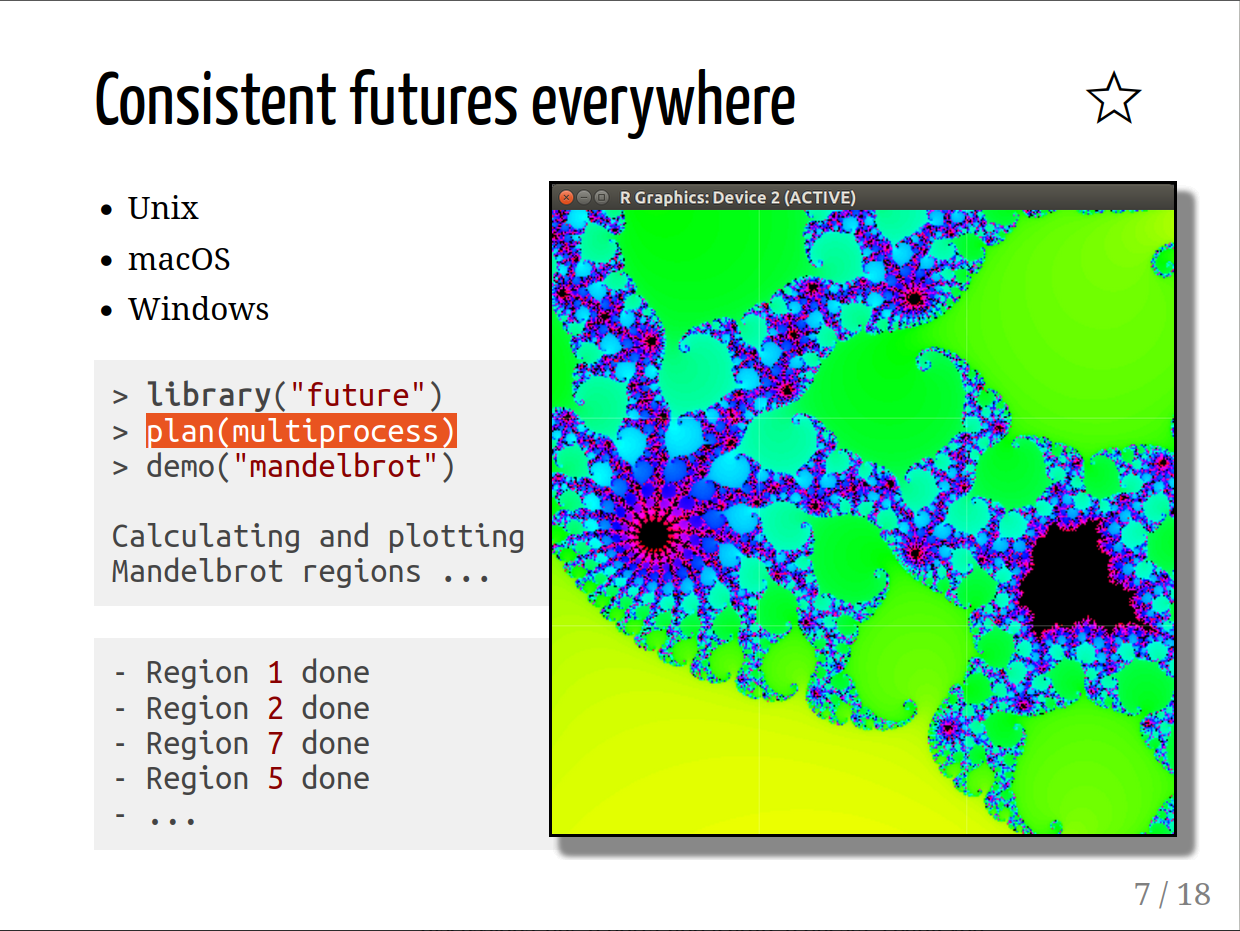 Consistent futures everywhere
• Unix
• macOS
• Windows
> library("future")
> plan(multiprocess)
> demo("mandelbrot")
Calculating and plotting
Mandelbrot regions ...
- Region 1 done
- Region 2 done
- Region 7 done
- Region 5 done
- ...
R Graphics: Device 2 (ACTIVE)
7 / 18